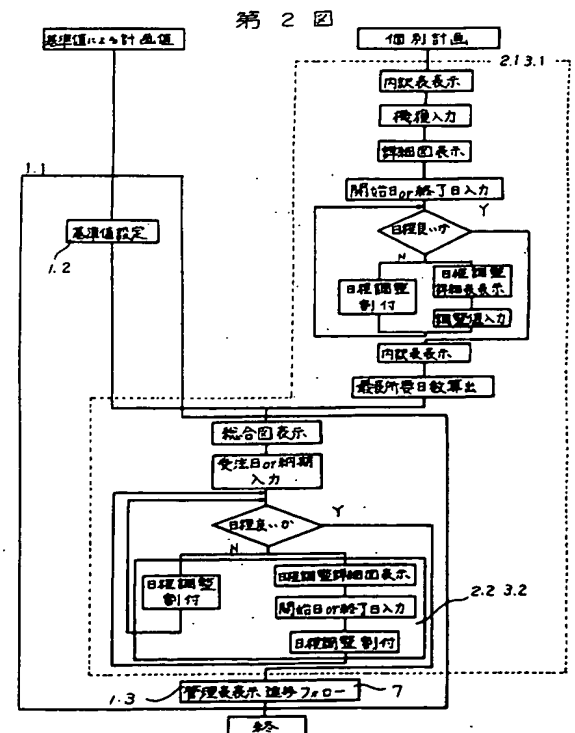 第2図
基準値による計画値
個別計画
2.1 3.1
内訳表表示
機種入力
詳細図表示
1.1
開始日or終了日入力
基準値設定
日程良いか
Y
1.2
N
日程調整
割付
日程調整
詳細表表示
調整値入力
内訳表表示
最長所要日数算出
総合図表示
受注日or納期
入力
日程良いか
Y
N
日程調整
割付
日程調整詳細図表示
開始日or終了日入力
2.2 3.2
日程調整割付
1.3
管理表表示 進捗フォロー
7
終